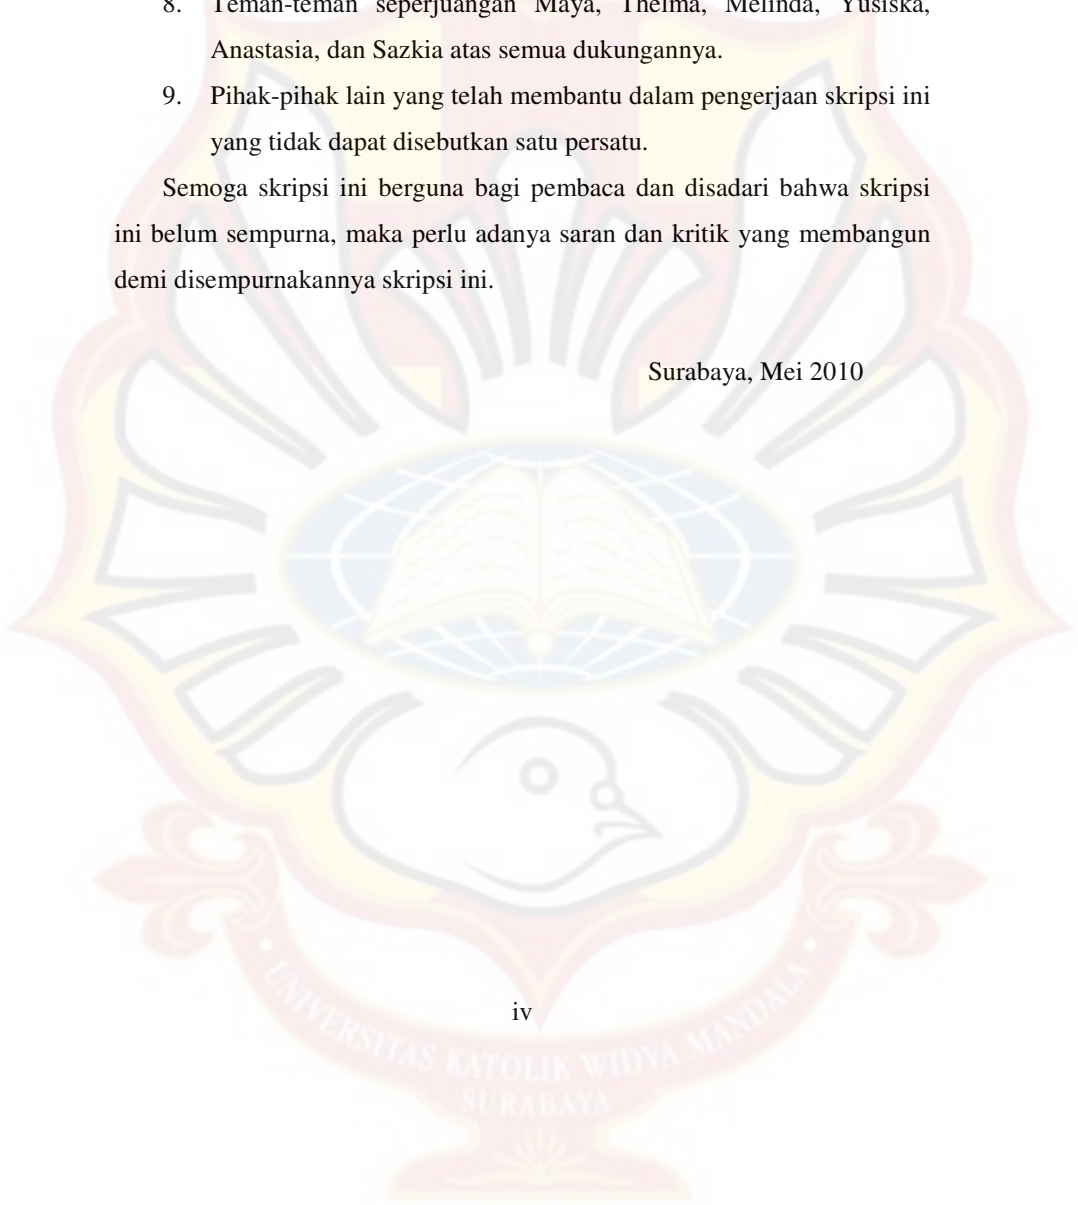 8. Teman-teman seperjuangan Maya, Thelma, Melinda, Yusiska,
Anastasia, dan Sazkia atas semua dukungannya.
9. Pihak-pihak lain yang telah membantu dalam pengerjaan skripsi ini
yang tidak dapat disebutkan satu persatu.
Semoga skripsi ini berguna bagi pembaca dan disadari bahwa skripsi
ini belum sempurna, maka perlu adanya saran dan kritik yang membangun
demi disempurnakannya skripsi ini.
Surabaya, Mei 2010
iv
UNIVERSITAS KATOLIK WIDYA MANDALA
SURABAYA